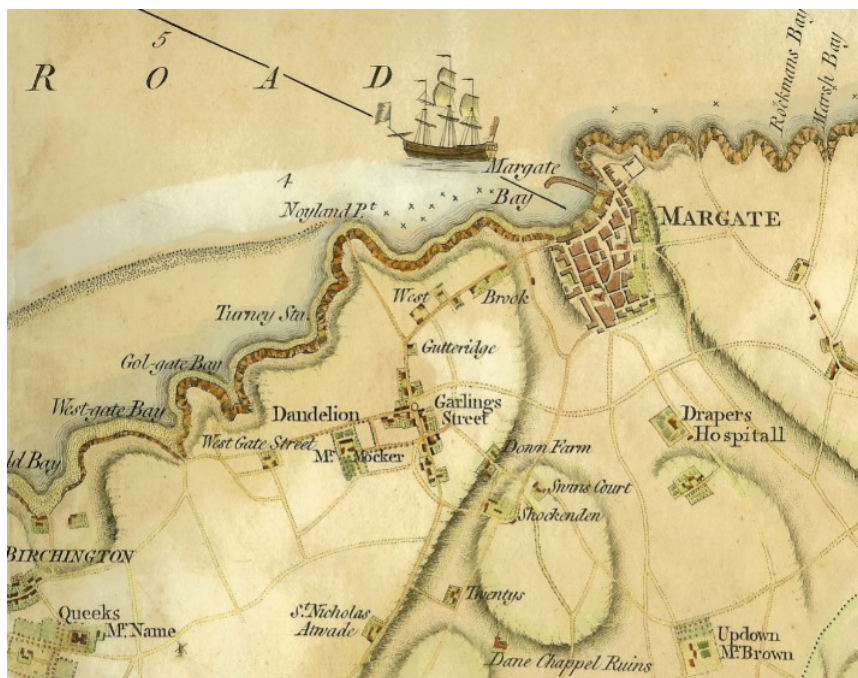 5
R O A D
Rockmans Bay
Marsh Bay
4
Margate
Bay
Noyland P.t
MARGATE
West Brook
Turney Sta.
Gutteridge
Gol-gate Bay
West-gate Bay
Dandelion
Garlings
Street
Drapers
Hospitall
West Gate Street
Mr. Mocker
Down Farm
ld Bay
Swins Court
Shockenden
BIRCHINGTON
Twentys
Queeks
Mr. Name
St. Nicholas
Atwade
Updown
Mr. Brown
Dane Chappel Ruins